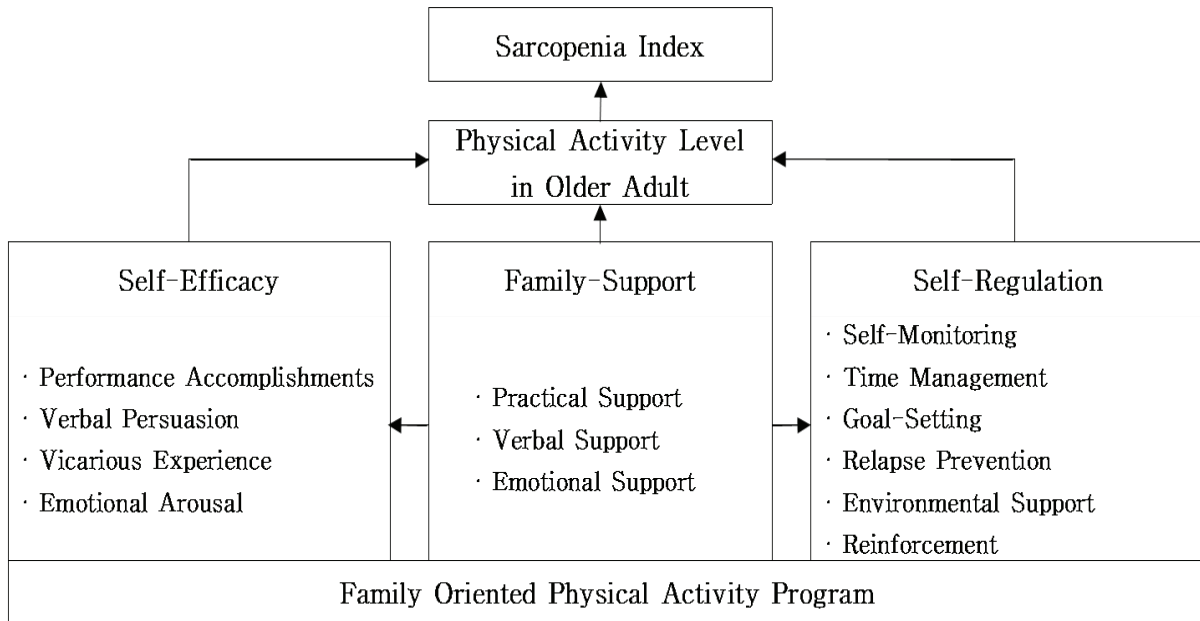 Sarcopenia Index
Physical Activity Level
in Older Adult
Self-Efficacy
· Performance Accomplishments
· Verbal Persuasion
· Vicarious Experience
· Emotional Arousal
Family-Support
· Practical Support
· Verbal Support
· Emotional Support
Self-Regulation
· Self-Monitoring
· Time Management
· Goal-Setting
· Relapse Prevention
· Environmental Support
· Reinforcement
Family Oriented Physical Activity Program